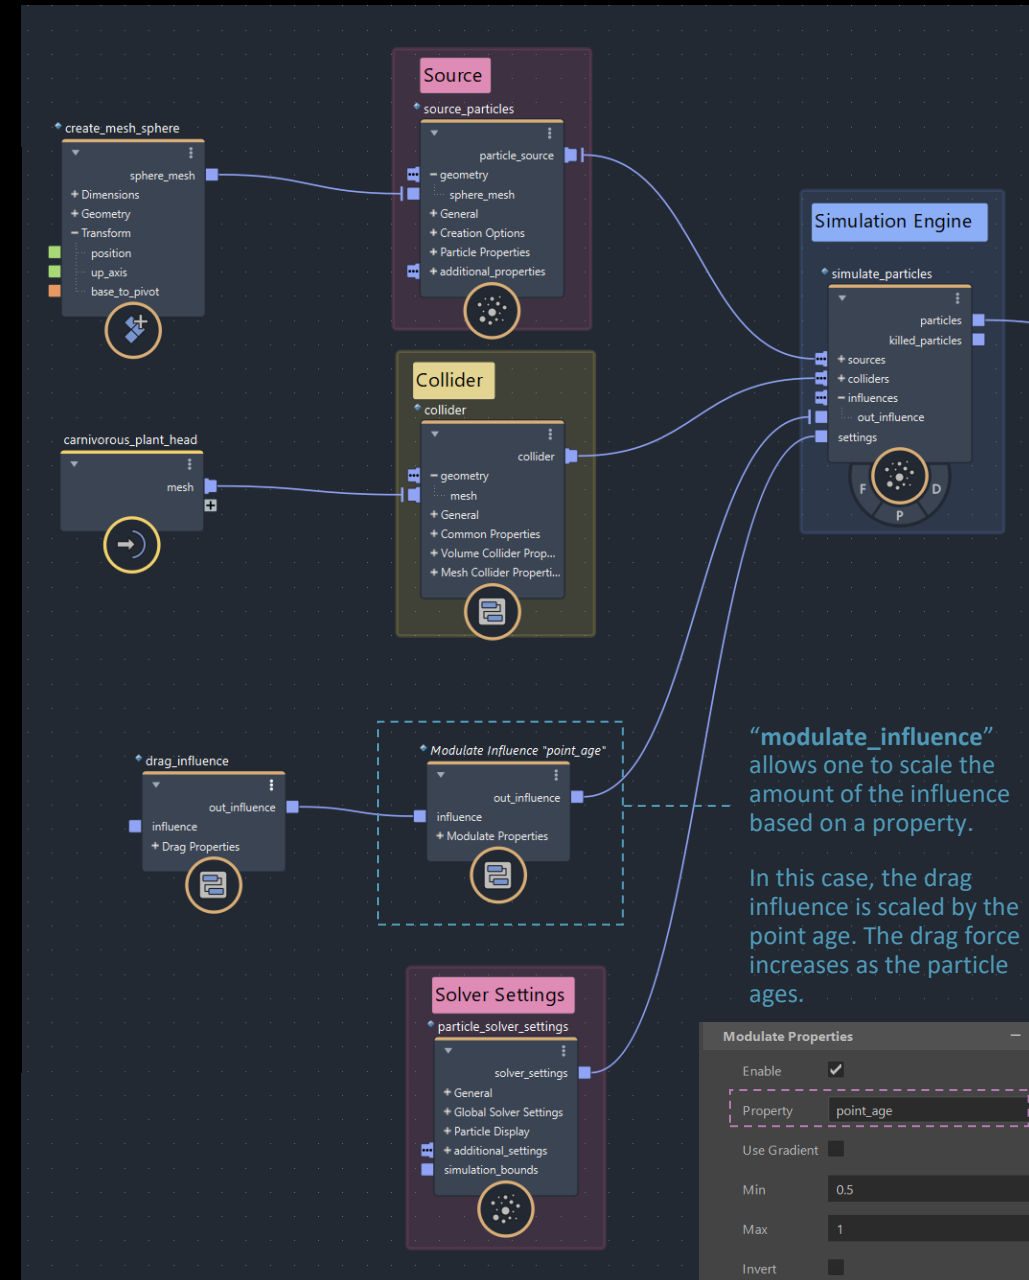 create_mesh_sphere
sphere_mesh
Dimensions
Geometry
Transform
position
up_axis
base_to_pivot
Source
source_particles
particle_source
geometry
sphere_mesh
General
Creation Options
Particle Properties
additional_properties
Simulation Engine
simulate_particles
particles
killed_particles
sources
colliders
influences
out_influence
settings
F
D
P
carnivorous_plant_head
mesh
Collider
collider
collider
geometry
mesh
General
Common Properties
Volume Collider Prop...
Mesh Collider Properti...
drag_influence
out_influence
influence
Drag Properties
Modulate Influence "point_age"
out_influence
influence
Modulate Properties
“modulate_influence”
allows one to scale the
amount of the influence
based on a property.
In this case, the drag
influence is scaled by the
point age. The drag force
increases as the particle
ages.
Solver Settings
particle_solver_settings
solver_settings
General
Global Solver Settings
Particle Display
additional_settings
simulation_bounds
Modulate Properties
Enable
Property point_age
Use Gradient
Min 0.5
Max 1
Invert